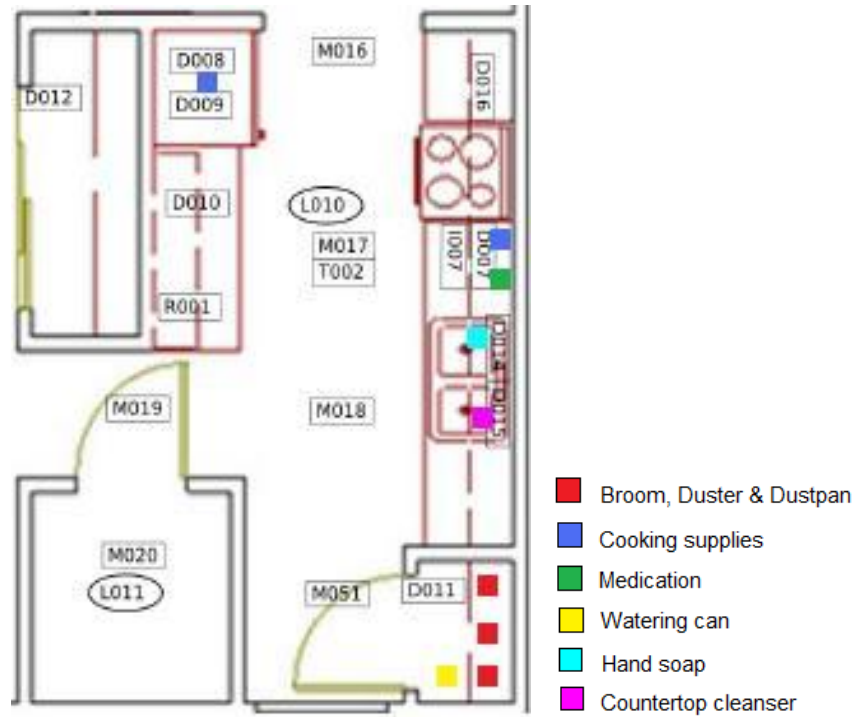 M016
D008
D009
D012
D016
D010
L010
M017
T002
I007
D007
R001
D014
D015
M019
M018
M020
L011
M051
D011
Broom, Duster & Dustpan
Cooking supplies
Medication
Watering can
Hand soap
Countertop cleanser